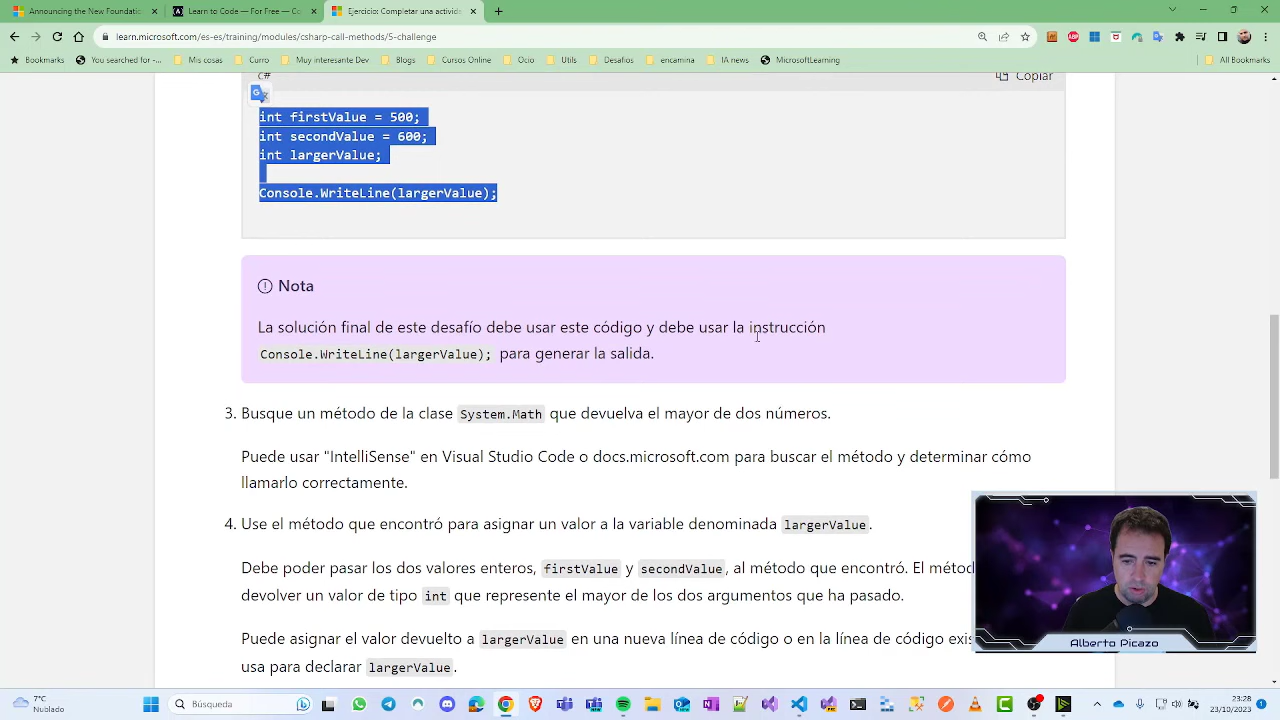 Announcing the New Foundatio
Learn to Code — For Free — Co
Ejercicio: Completar una activida
learn.microsoft.com/es-es/training/modules/csharp-call-methods/5-challenge
Bookmarks
You searched for -...
Mis cosas
Curro
Muy interesante Dev
Blogs
Cursos Online
Ocio
Utils
Desafios
encamina
IA news
MicrosoftLearning
All Bookmarks
C#
Copiar
int firstValue = 500;
int secondValue = 600;
int largerValue;
Console.WriteLine(largerValue);
Nota
La solución final de este desafío debe usar este código y debe usar la instrucción
Console.WriteLine(largerValue); para generar la salida.
3. Busque un método de la clase System.Math que devuelva el mayor de dos números.
Puede usar "IntelliSense" en Visual Studio Code o docs.microsoft.com para buscar el método y determinar cómo
llamarlo correctamente.
4. Use el método que encontró para asignar un valor a la variable denominada largerValue.
Debe poder pasar los dos valores enteros, firstValue y secondValue, al método que encontró. El métod
devolver un valor de tipo int que represente el mayor de los dos argumentos que ha pasado.
Puede asignar el valor devuelto a largerValue en una nueva línea de código o en la línea de código exis
usa para declarar largerValue.
Alberto Picazo
7°C
Nublado
Búsqueda
23:28
23/10/2023